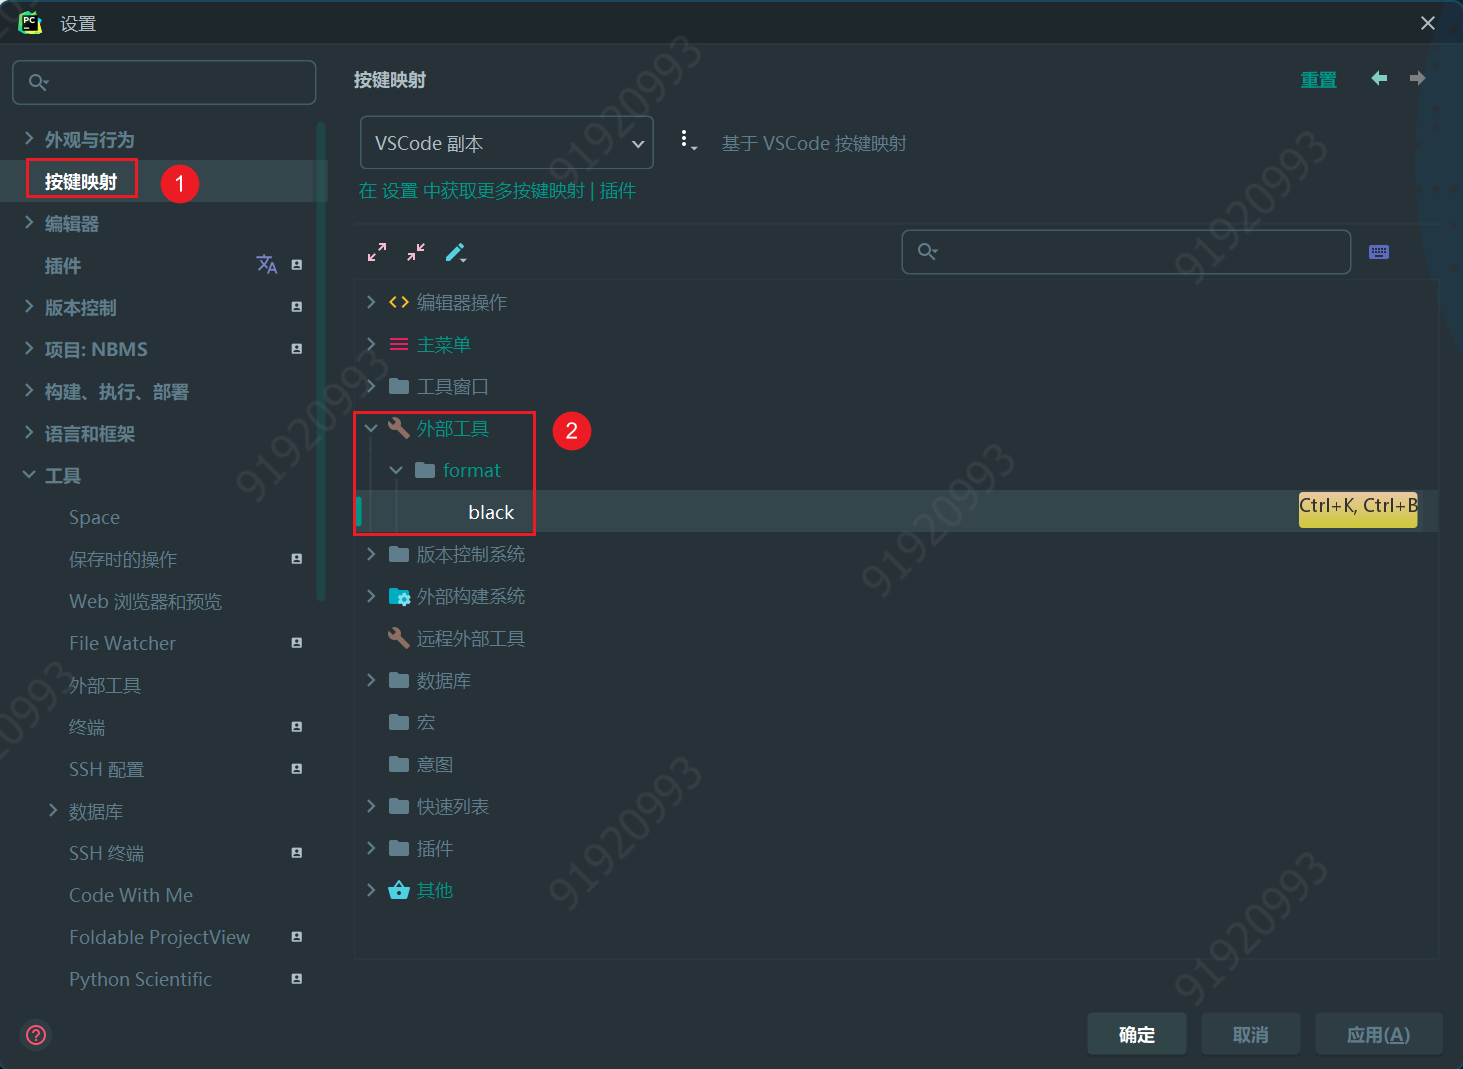 设置
按键映射
重置
外观与行为
按键映射
1
编辑器
插件
版本控制
项目: NBMS
构建、执行、部署
语言和框架
工具
Space
保存时的操作
Web 浏览器和预览
File Watcher
外部工具
终端
SSH 配置
数据库
SSH 终端
Code With Me
Foldable ProjectView
Python Scientific
VSCode 副本
基于 VSCode 按键映射
在 设置 中获取更多按键映射 | 插件
编辑器操作
主菜单
工具窗口
外部工具
2
format
black
Ctrl+K, Ctrl+B
版本控制系统
外部构建系统
远程外部工具
数据库
宏
意图
快速列表
插件
其他
确定
取消
应用(A)
91920993
91920993
91920993
91920993
91920993
91920993
20993